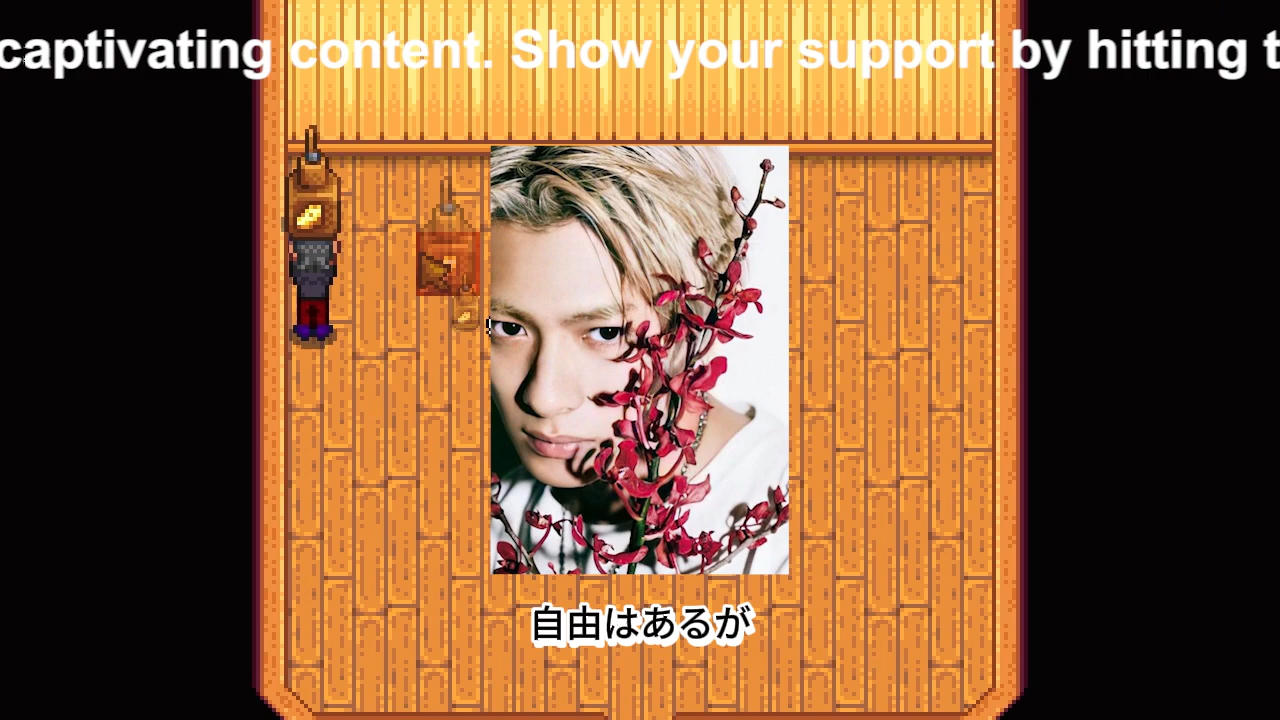 captivating content. Show your support by hitting t
自由はあるが